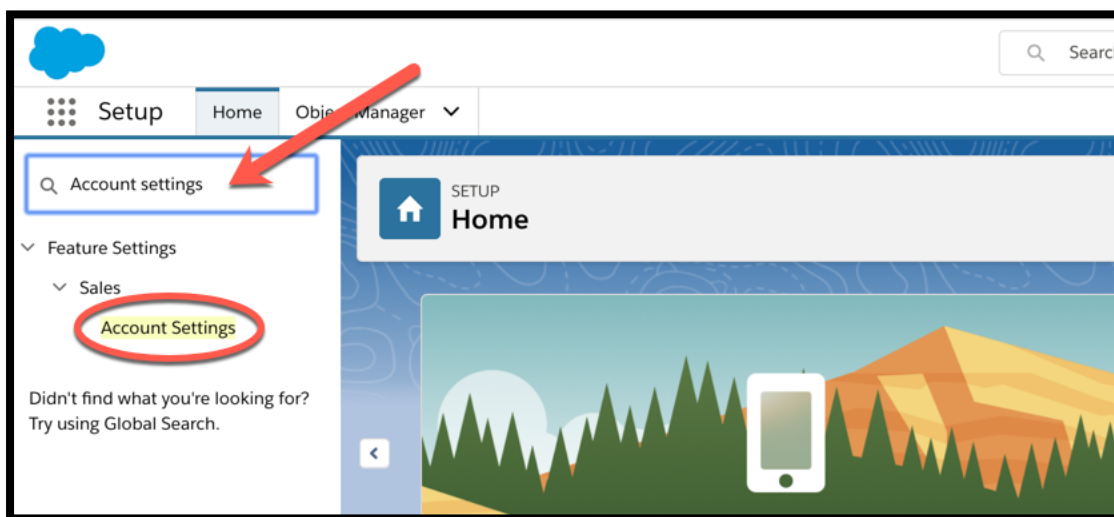 Search
Setup
Home
Object Manager
Account settings
SETUP
Home
Feature Settings
Sales
Account Settings
Didn't find what you're looking for?
Try using Global Search.